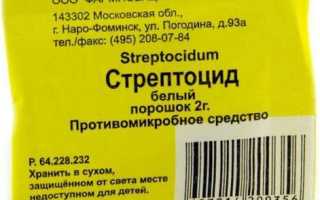 143302 Московская обл.,
г. Наро-Фоминск, ул. Погодина, д.93а
тел./факс: (495) 208-07-84
Streptocidum
Стрептоцид
белый
порошок 2г.
Противомикробное средство
Р. 64.228.232
Хранить в сухом,
защищённом от света месте
недоступном для детей.